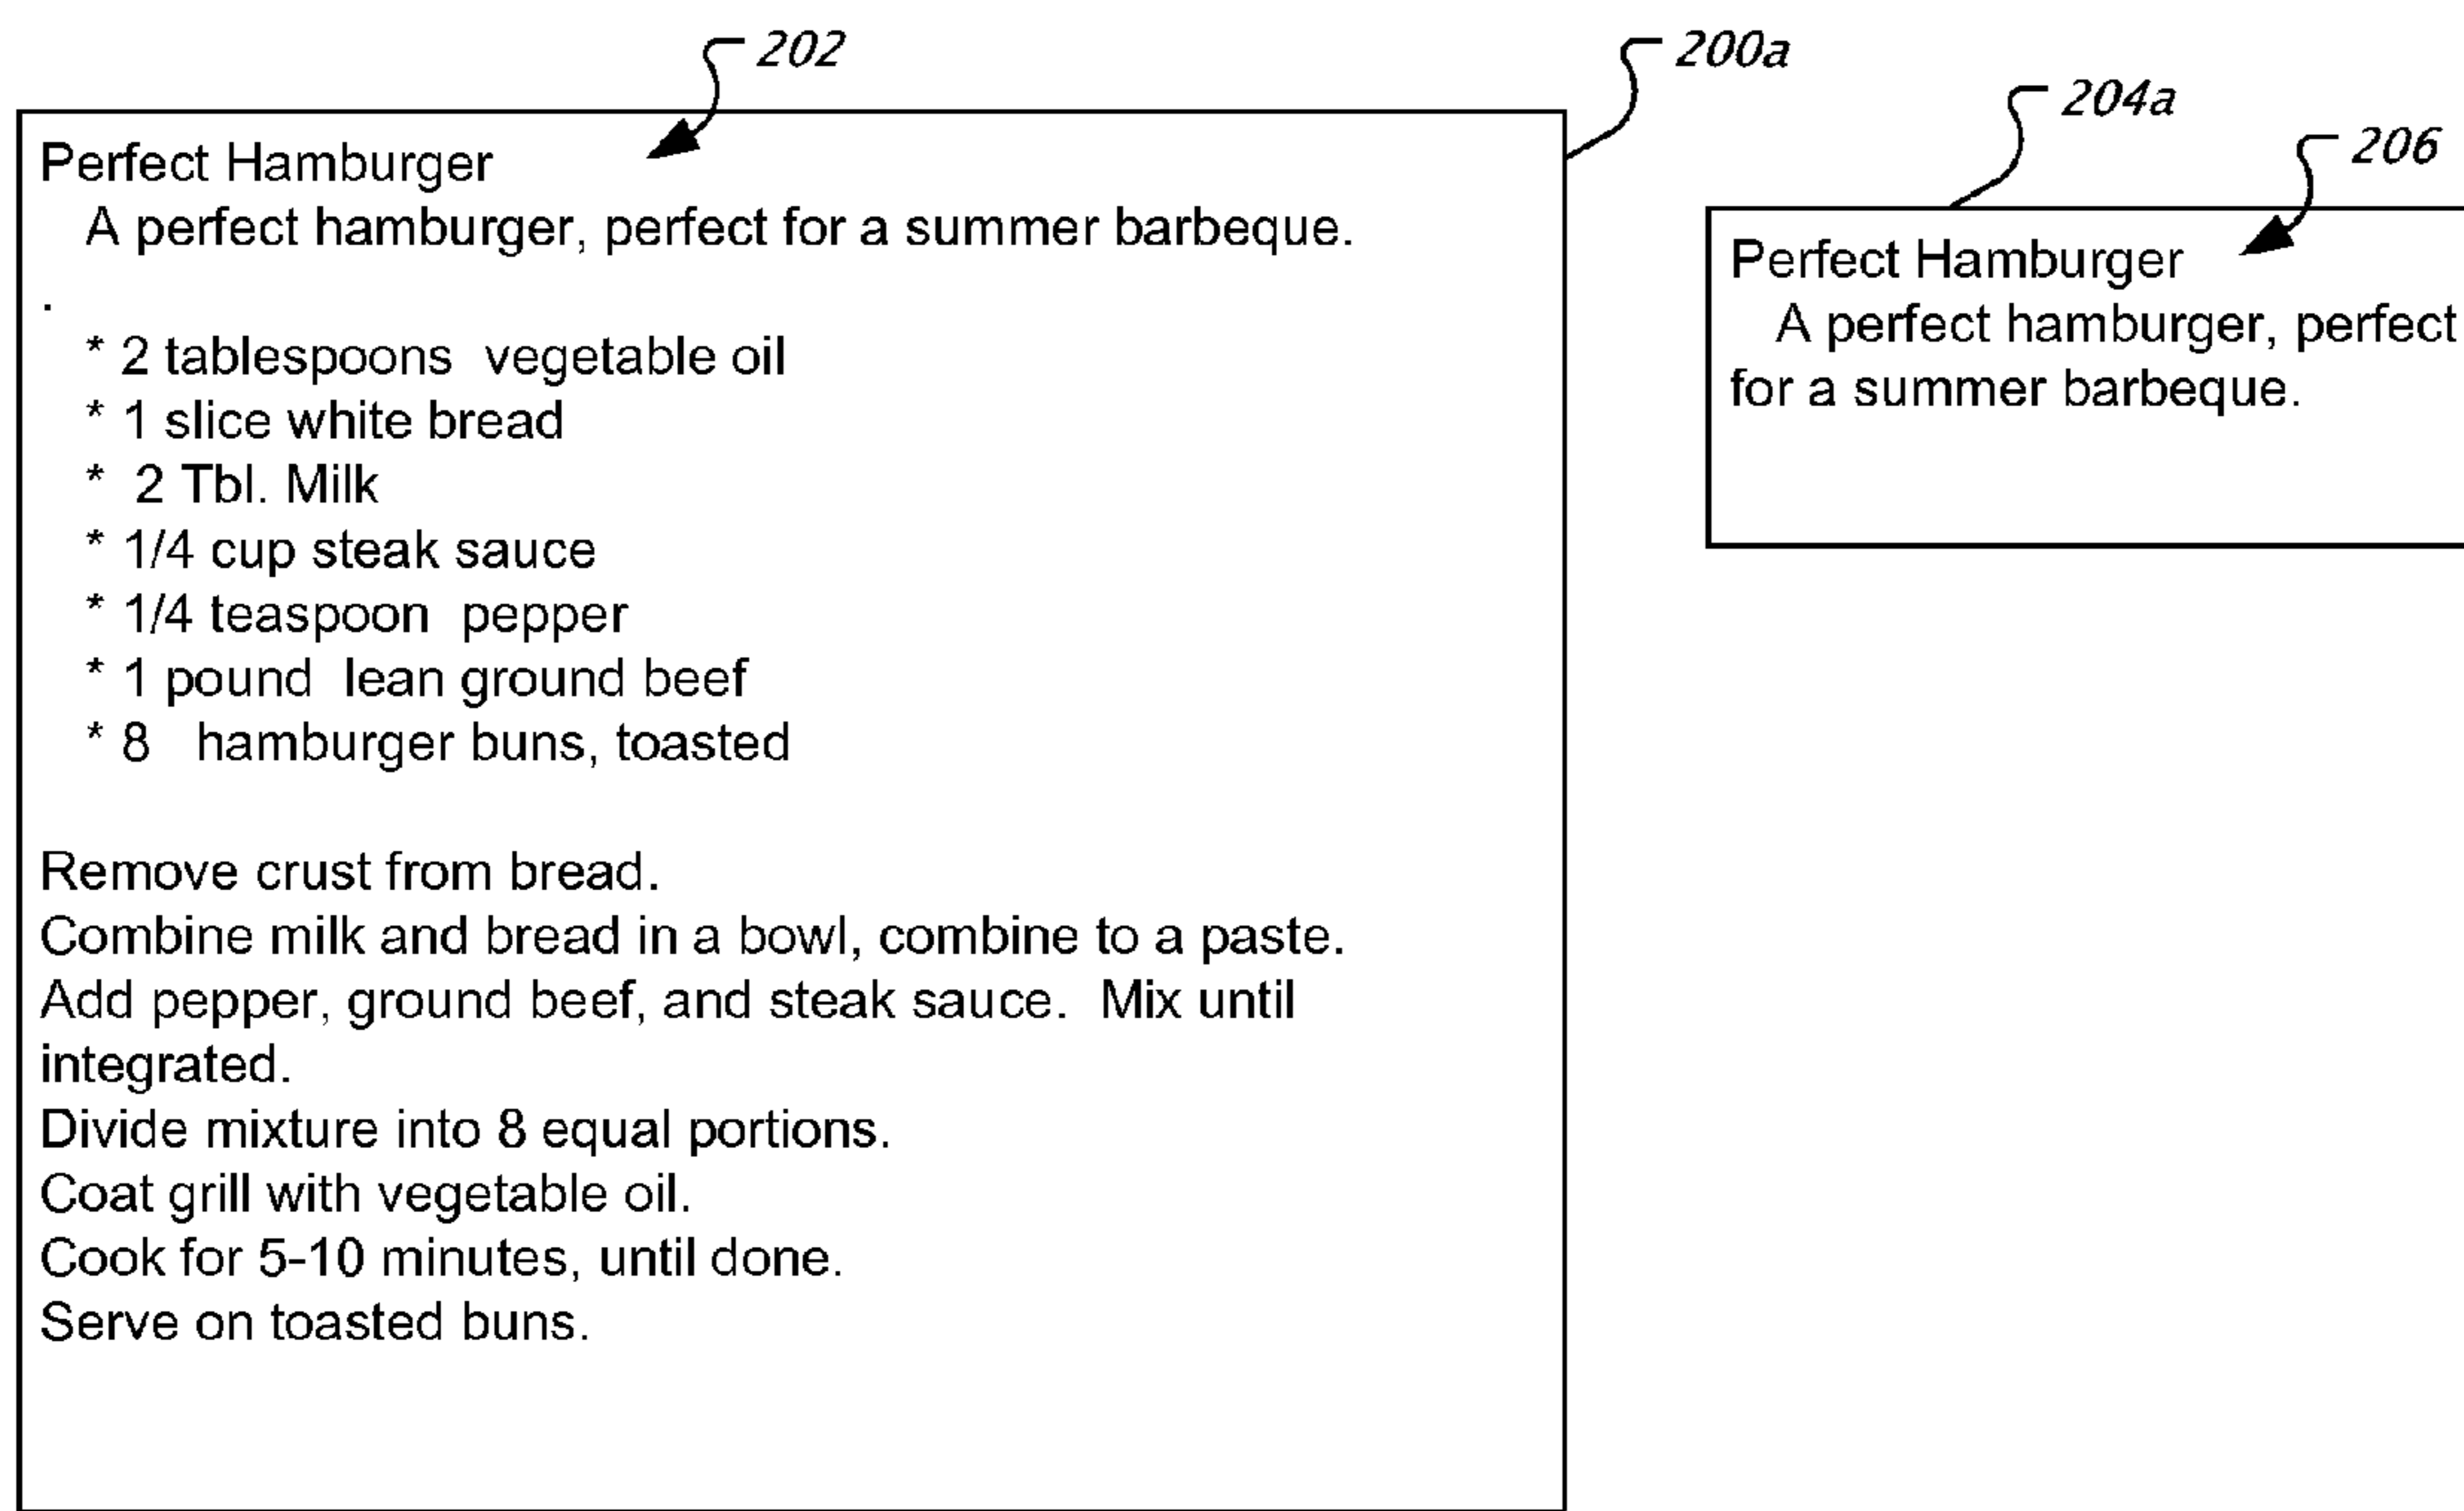 202
200a
204a
206
Perfect Hamburger
A perfect hamburger, perfect for a summer barbeque.
.
* 2 tablespoons  vegetable oil
* 1 slice white bread
*  2 Tbl. Milk
* 1/4 cup steak sauce
* 1/4 teaspoon  pepper
* 1 pound  lean ground beef
* 8   hamburger buns, toasted
Remove crust from bread.
Combine milk and bread in a bowl, combine to a paste.
Add pepper, ground beef, and steak sauce.  Mix until
integrated.
Divide mixture into 8 equal portions.
Coat grill with vegetable oil.
Cook for 5-10 minutes, until done.
Serve on toasted buns.
Perfect Hamburger
A perfect hamburger, perfect
for a summer barbeque.